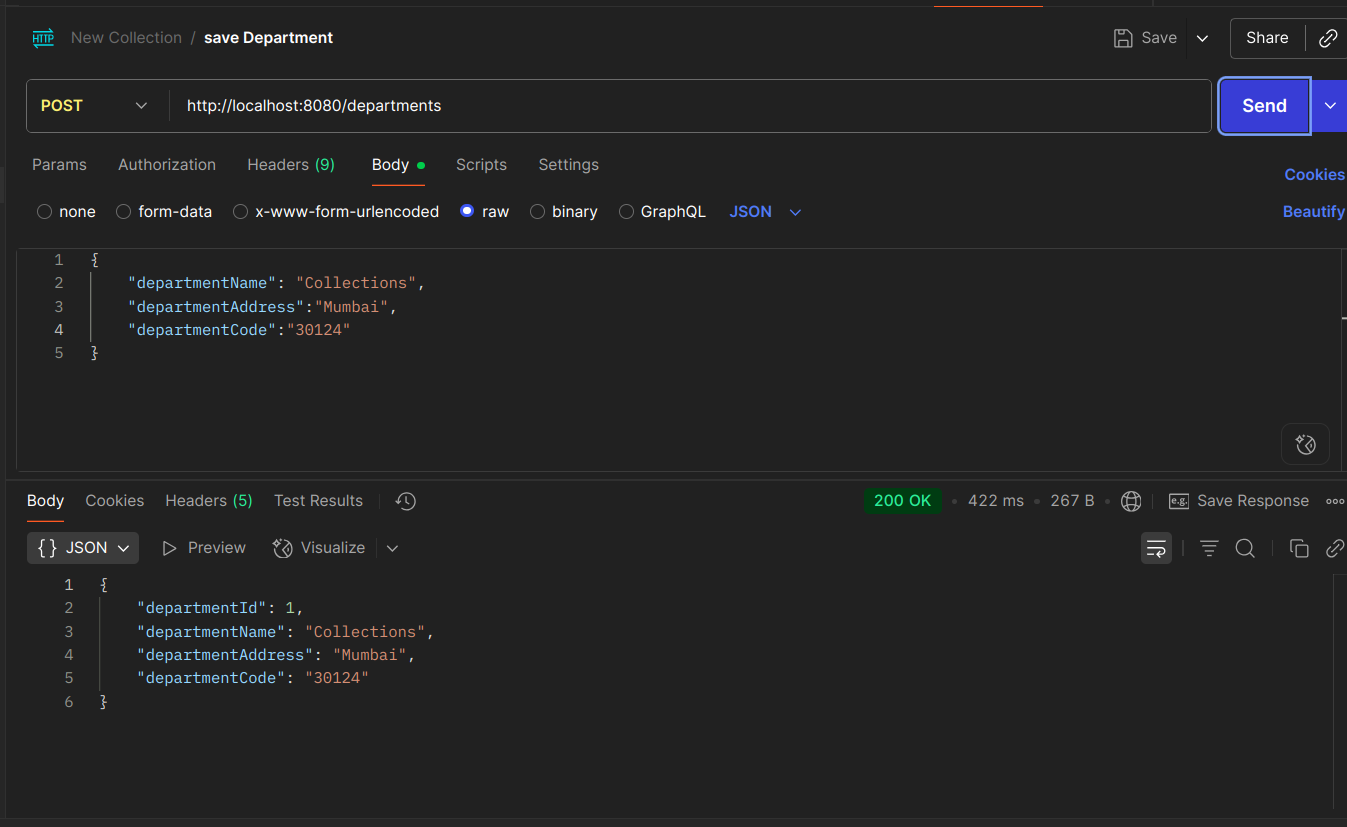 HTTP New Collection / save Department Save Share
POST http://localhost:8080/departments Send
Params Authorization Headers (9) Body Scripts Settings Cookies
none form-data x-www-form-urlencoded raw binary GraphQL JSON Beautify
1 {
2 "departmentName": "Collections",
3 "departmentAddress":"Mumbai",
4 "departmentCode":"30124"
5 }
Body Cookies Headers (5) Test Results 200 OK • 422 ms • 267 B • e.g. Save Response
{} JSON Preview Visualize
1 {
2 "departmentId": 1,
3 "departmentName": "Collections",
4 "departmentAddress": "Mumbai",
5 "departmentCode": "30124"
6 }